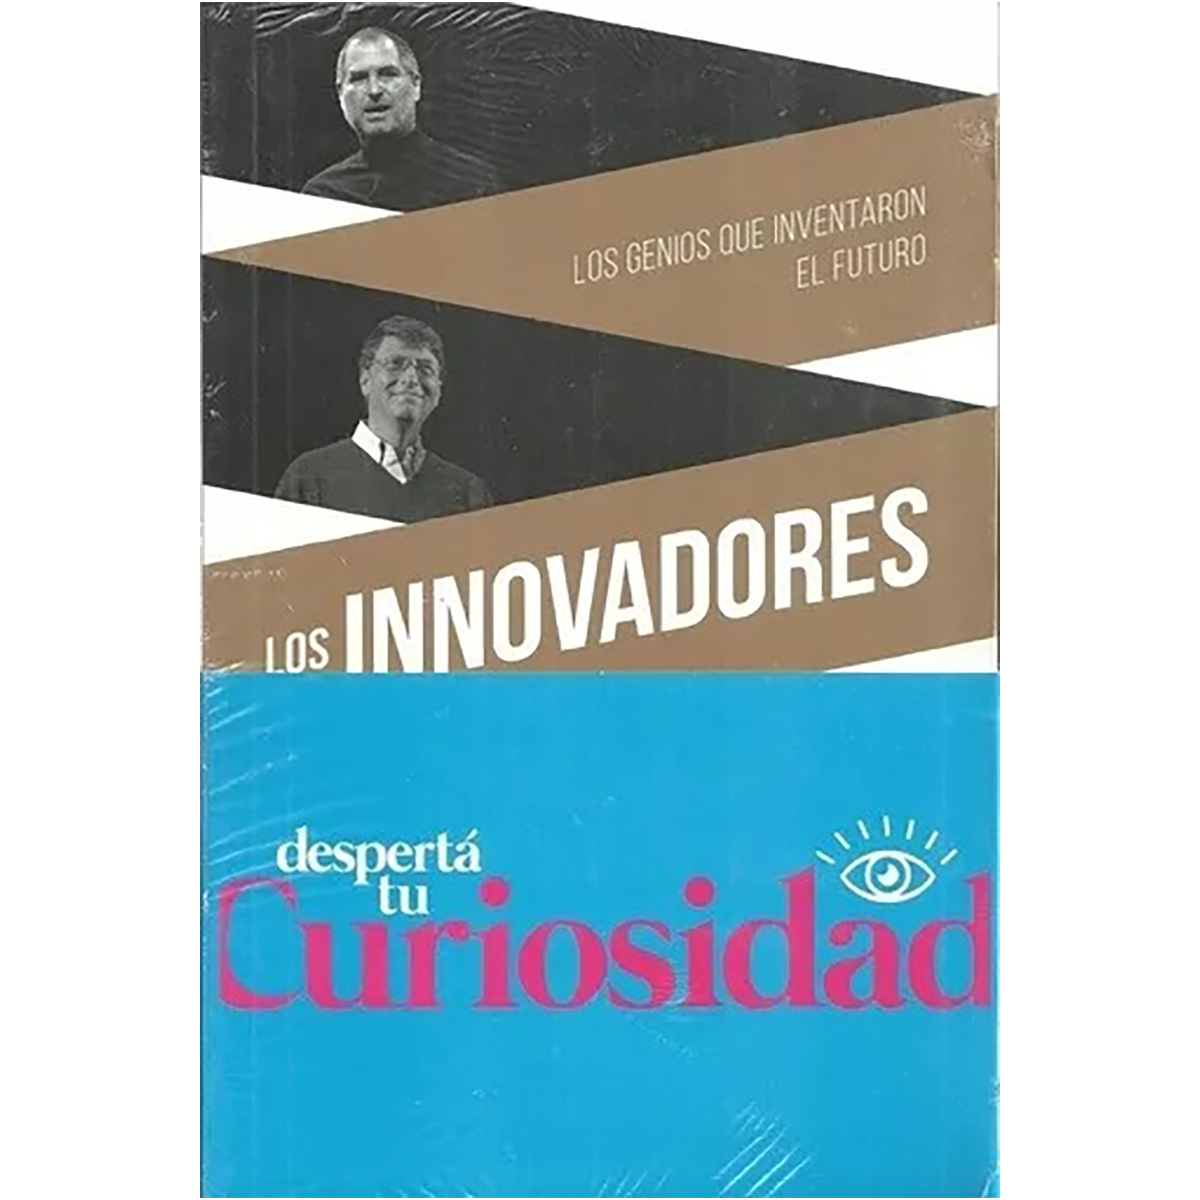 LOS GENIOS QUE INVENTARON
EL FUTURO
LOS INNOVADORES
despertá
tu
Curiosidad